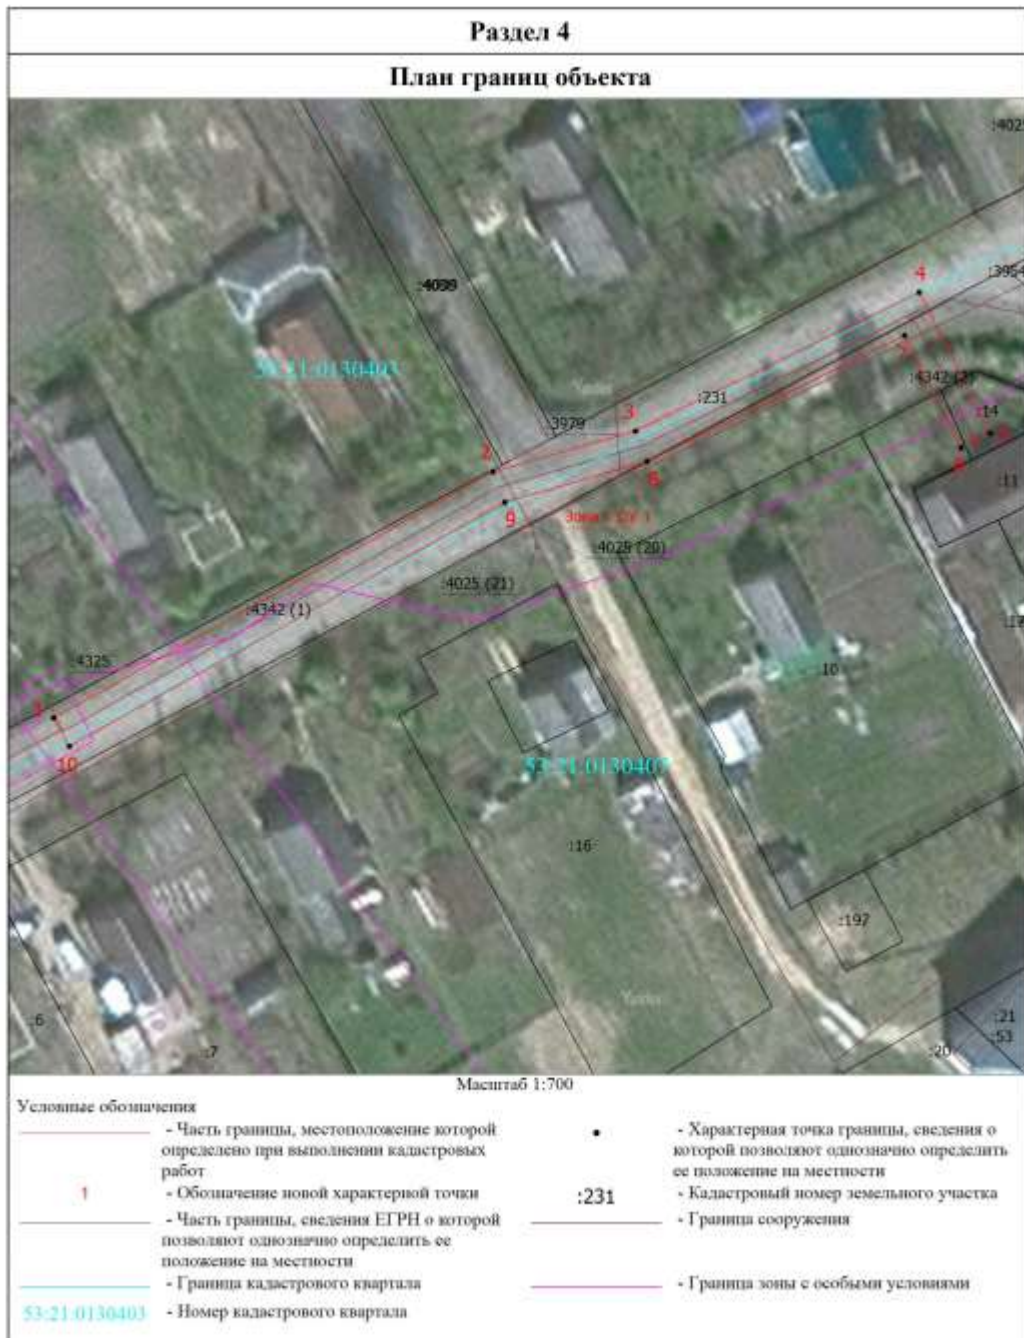 Раздел 4
План границ объекта
:4025
:3954
4
5
:4342 (2)
:14
:11
:231
3
:3979
2
53:21:0130403
6
9
:4025 (20)
:4025 (21)
:4342 (1)
:4325
10
:10
53:21:0130407
:16
:197
:6
:7
:21
:53
:20
Масштаб 1:700
Условные обозначения
- Часть границы, местоположение которой
определено при выполнении кадастровых
работ
1
- Обозначение новой характерной точки
- Часть границы, сведения ЕГРН о которой
позволяют однозначно определить ее
положение на местности
- Граница кадастрового квартала
53:21:0130403
- Номер кадастрового квартала
- Характерная точка границы, сведения о
которой позволяют однозначно определить
ее положение на местности
:231
- Кадастровый номер земельного участка
- Граница сооружения
- Граница зоны с особыми условиями